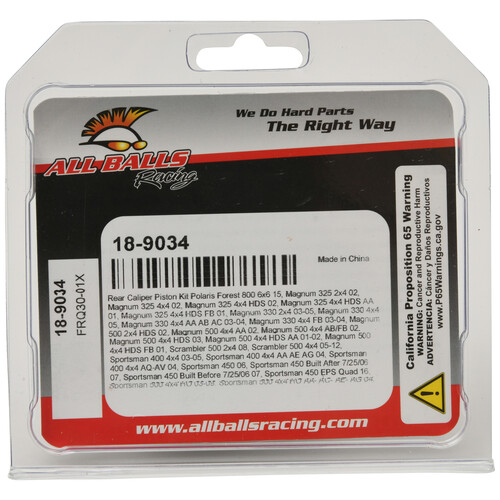 We Do Hard Parts
The Right Way
ALL BALLS
Racing
18-9034
Made in China
Rear Caliper Piston Kit Polaris Forest 800 6x6 15, Magnum 325 2x4 02,
Magnum 325 4x4 02, Magnum 325 4x4 HDS 02, Magnum 325 4x4 HDS AA
01, Magnum 325 4x4 HDS FB 01, Magnum 330 2x4 03-05, Magnum 330 4x4
05, Magnum 330 4x4 AA AB AC 03-04, Magnum 330 4x4 FB 03-04, Magnum
500 2x4 HDS 01, Magnum 500 4x4 AA 02, Magnum 500 4x4 AB/FB 02,
Magnum 500 4x4 HDS 03, Magnum 500 4x4 HDS AA 01-02, Magnum 500
4x4 HDS FB 01, Scrambler 500 2x4 08, Scrambler 500 4x4 05-12,
Sportsman 400 4x4 03-05, Sportsman 400 4x4 AA AE AG 04, Sportsman
400 4x4 AQ-AV 04, Sportsman 450 06, Sportsman 450 Built After 7/25/06
07, Sportsman 450 Built Before 7/25/06 07, Sportsman 450 EPS Quad 16,
18-9034
FRQ30-01X
California Proposition 65 Warning
WARNING: Cancer and Reproductive Harm
ADVERTENCIA: cáncer y Daños Reproductivos
www.P65Warnings.ca.gov
www.allballsracing.com